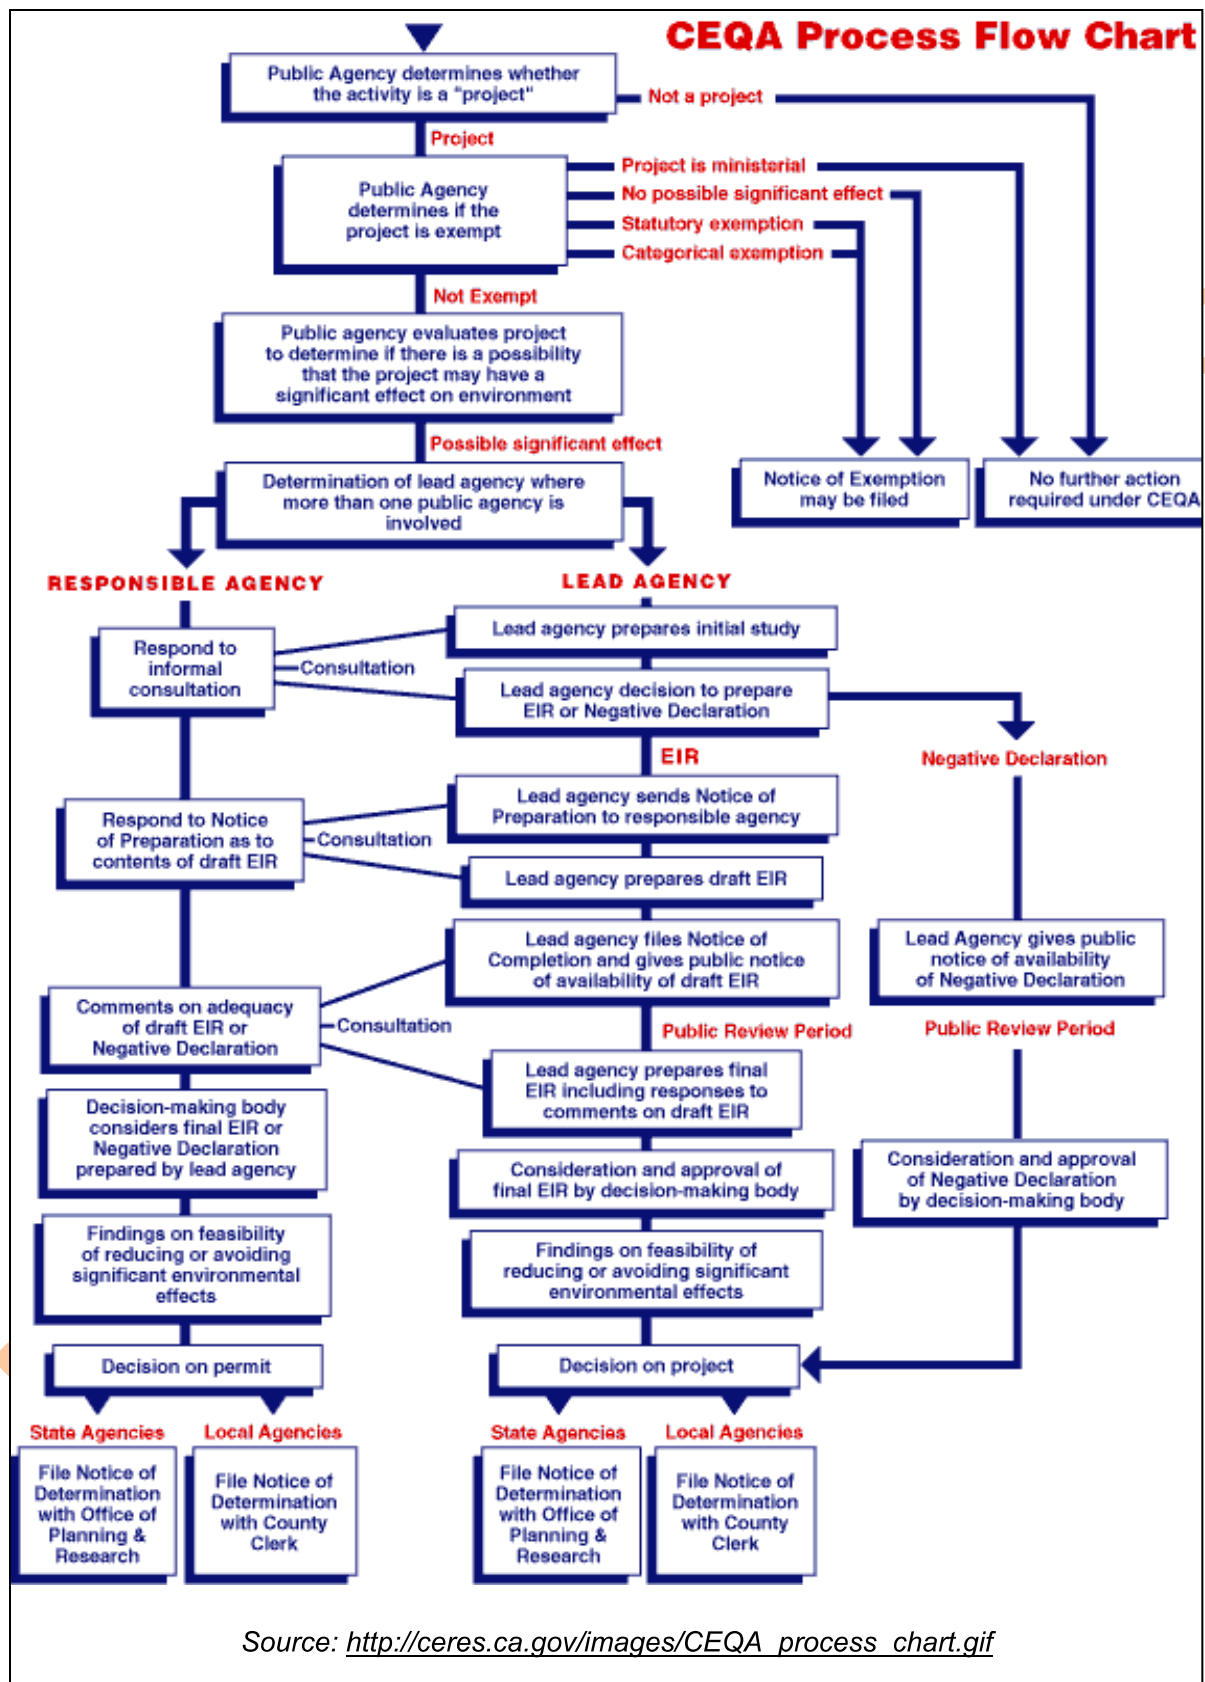 CEQA Process Flow Chart
Public Agency determines whether
the activity is a "project"
Not a project
Project
Public Agency
determines if the
project is exempt
Project is ministerial
No possible significant effect
Statutory exemption
Categorical exemption
Not Exempt
Public agency evaluates project
to determine if there is a possibility
that the project may have a
significant effect on environment
Possible significant effect
Notice of Exemption
may be filed
No further action
required under CEQA
Determination of lead agency where
more than one public agency is
involved
RESPONSIBLE AGENCY
LEAD AGENCY
Respond to
informal
consultation
Consultation
Lead agency prepares initial study
Lead agency decision to prepare
EIR or Negative Declaration
EIR
Negative Declaration
Respond to Notice
of Preparation as to
contents of draft EIR
Consultation
Lead agency sends Notice of
Preparation to responsible agency
Lead agency prepares draft EIR
Lead agency files Notice of
Completion and gives public notice
of availability of draft EIR
Lead Agency gives public
notice of availability
of Negative Declaration
Comments on adequacy
of draft EIR or
Negative Declaration
Consultation
Public Review Period
Public Review Period
Lead agency prepares final
EIR including responses to
comments on draft EIR
Decision-making body
considers final EIR or
Negative Declaration
prepared by lead agency
Consideration and approval of
final EIR by decision-making body
Consideration and approval
of Negative Declaration
by decision-making body
Findings on feasibility
of reducing or avoiding
significant environmental
effects
Findings on feasibility of
reducing or avoiding significant
environmental effects
Decision on permit
Decision on project
State Agencies
Local Agencies
State Agencies
Local Agencies
File Notice of
Determination
with Office of
Planning &
Research
File Notice of
Determination
with County
Clerk
File Notice of
Determination
with Office of
Planning &
Research
File Notice of
Determination
with County
Clerk
Source: http://ceres.ca.gov/images/CEQA_process_chart.gif